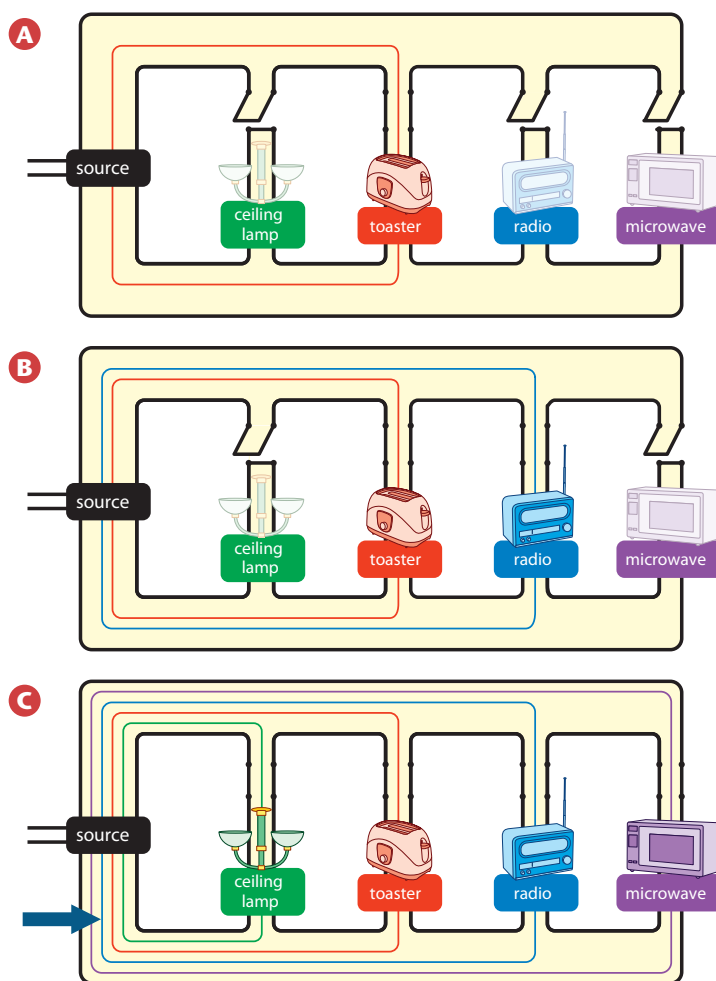 A
source
ceiling
lamp
toaster
radio
microwave
B
source
ceiling
lamp
toaster
radio
microwave
C
source
ceiling
lamp
toaster
radio
microwave